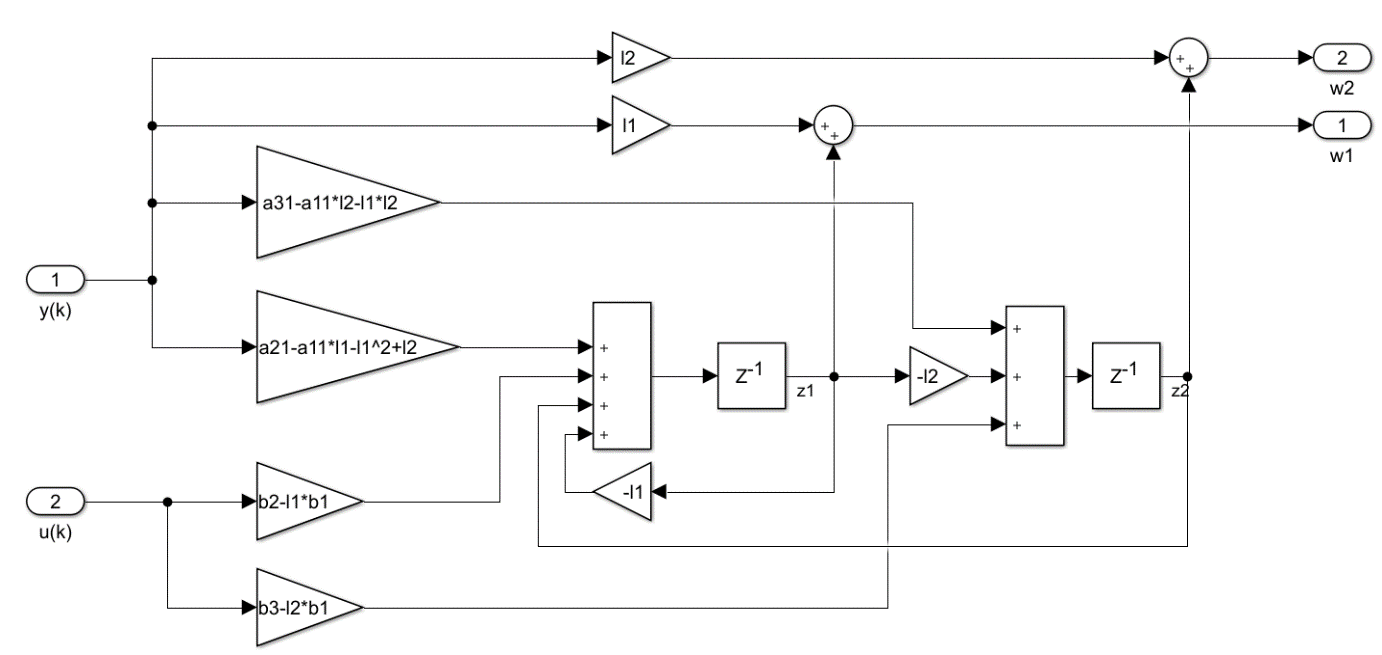 l2
+
+
2
w2
l1
+
+
1
w1
a31-a11*l2-l1*l2
1
y(k)
a21-a11*l1-l1^2+l2
+
+
+
+
Z-1
z1
-l2
+
+
+
Z-1
z2
-l1
2
u(k)
b2-l1*b1
b3-l2*b1